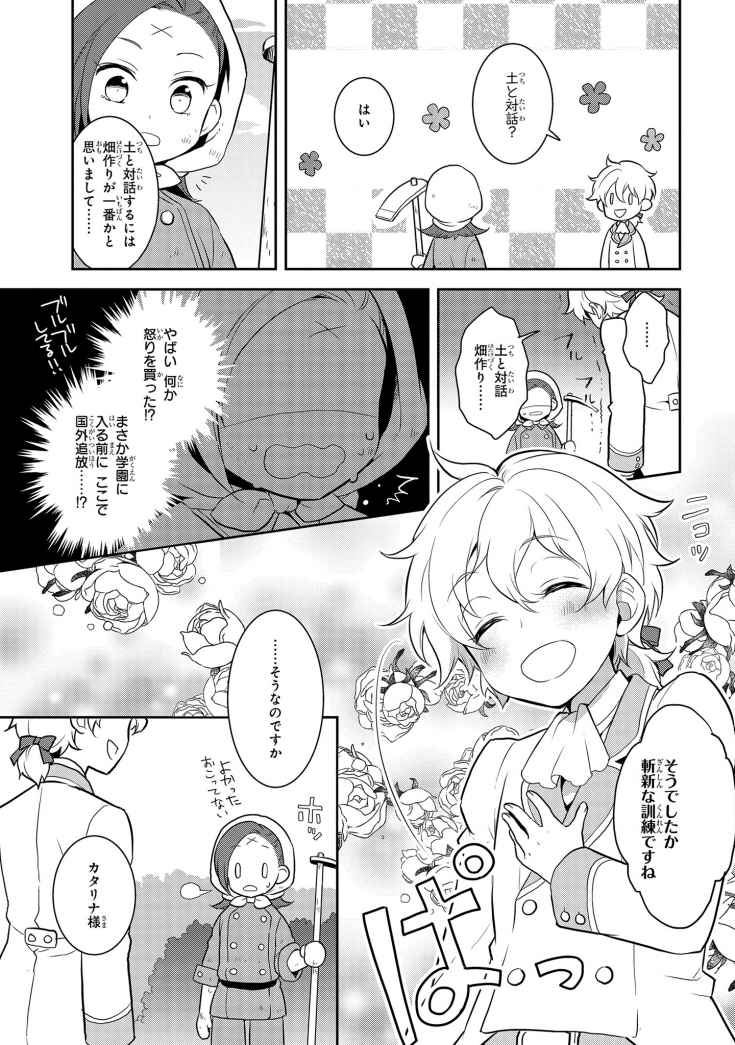 土と対話？
はい
土と対話するには
畑作りが一番かと
思いまして……
……
土と対話
畑作り…
ブルブル
してる!!
やばい 何か
怒りを買った!?
まさか学園に
入る前に ここで
国外追放
……!?
ニコッ
そうでしたか
斬新な訓練ですね
ぱっ
……そうなのですか
ホッ
よかった
おこってない
カタリナ様